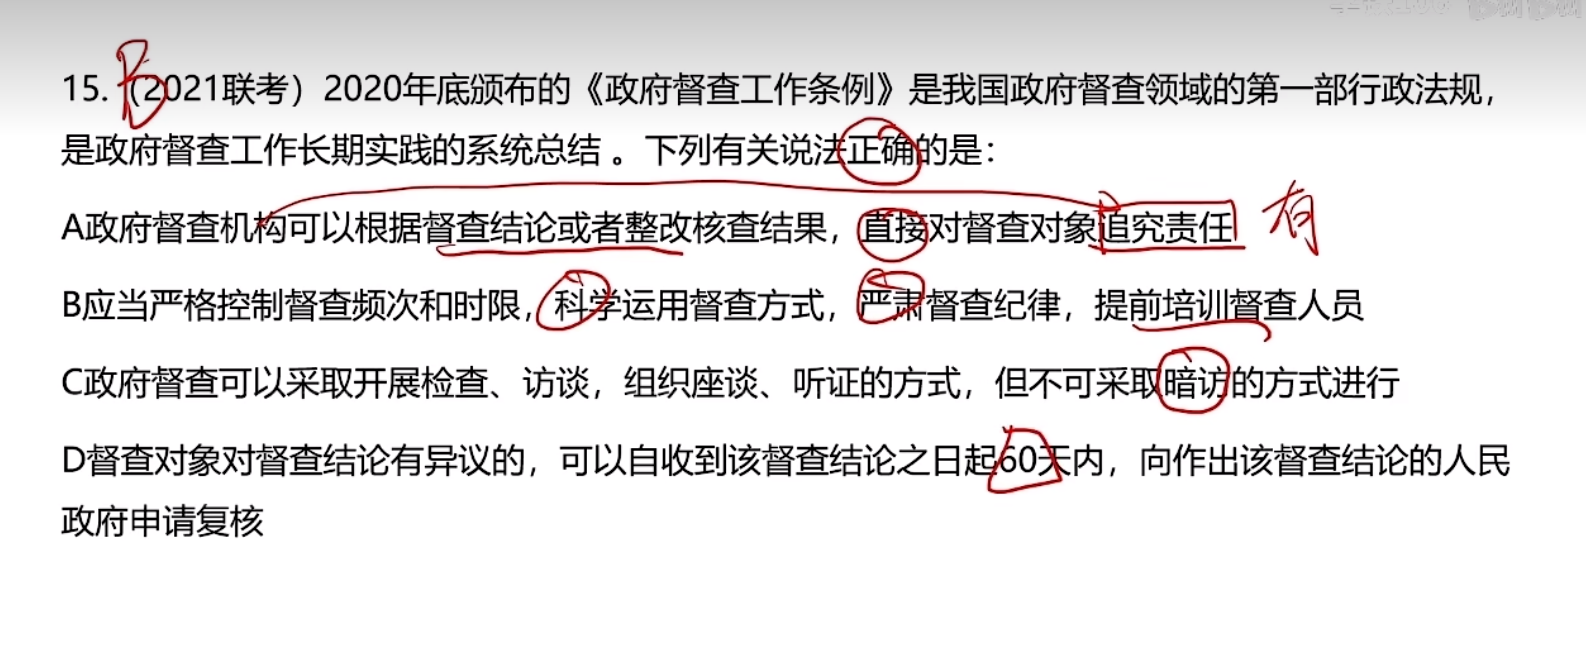 15.（2021联考）2020年底颁布的《政府督查工作条例》是我国政府督查领域的第一部行政法规，
是政府督查工作长期实践的系统总结 。下列有关说法正确的是：
A政府督查机构可以根据督查结论或者整改核查结果，直接对督查对象追究责任 有
B应当严格控制督查频次和时限，科学运用督查方式，严肃督查纪律，提前培训督查人员
C政府督查可以采取开展检查、访谈，组织座谈、听证的方式，但不可采取暗访的方式进行
D督查对象对督查结论有异议的，可以自收到该督查结论之日起60天内，向作出该督查结论的人民
政府申请复核